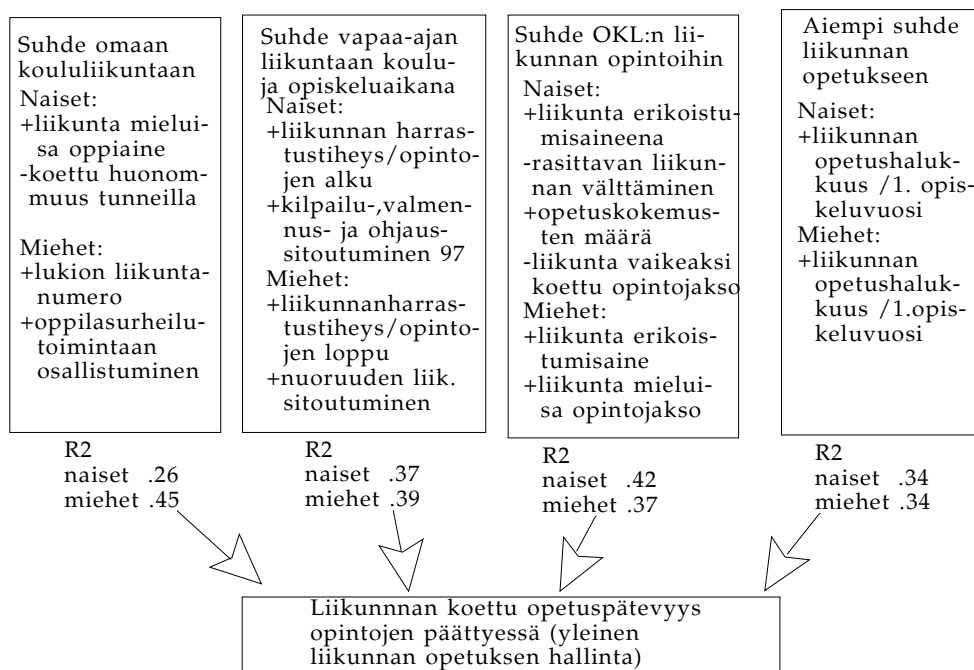 Suhde omaan
koululiikuntaan
Naiset:
+liikunta mielui-
sa oppiaine
-koettu huonom-
muus tunneilla
Miehet:
+lukion liikunta-
numero
+oppilasurheilu-
toimintaan
osallistuminen
Suhde vapaa-ajan
liikuntaan koulu-
ja opiskeluaikana
Naiset:
+liikunnan harras-
tustiheys/opinto-
jen alku
+kilpailu-,valmen-
nus- ja ohjaus-
sitoutuminen 97
Miehet:
+liikunnanharras-
tustiheys/opinto-
jen loppu
+nuoruuden liik.
sitoutuminen
Suhde OKL:n lii-
kunnan opintoihin
Naiset:
+liikunta erikoistu-
misaineena
-rasittavan liikun-
nan välttäminen
+opetuskokemus-
ten määrä
-liikunta vaikeaksi
koettu opintojakso
Miehet:
+liikunta erikois-
tumisaine
+liikunta mielui-
sa opintojakso
Aiempi suhde
liikunnan
opetukseen
Naiset:
+liikunnan
opetushaluk-
kuus /1. opis-
keluvuosi
Miehet:
+liikunnan
opetushaluk-
kuus /1.opis-
keluvuosi
R2
naiset .26
miehet .45
R2
naiset .37
miehet .39
R2
naiset .42
miehet .37
R2
naiset .34
miehet .34
Liikunnnan koettu opetuspätevyys
opintojen päättyessä (yleinen
liikunnan opetuksen hallinta)